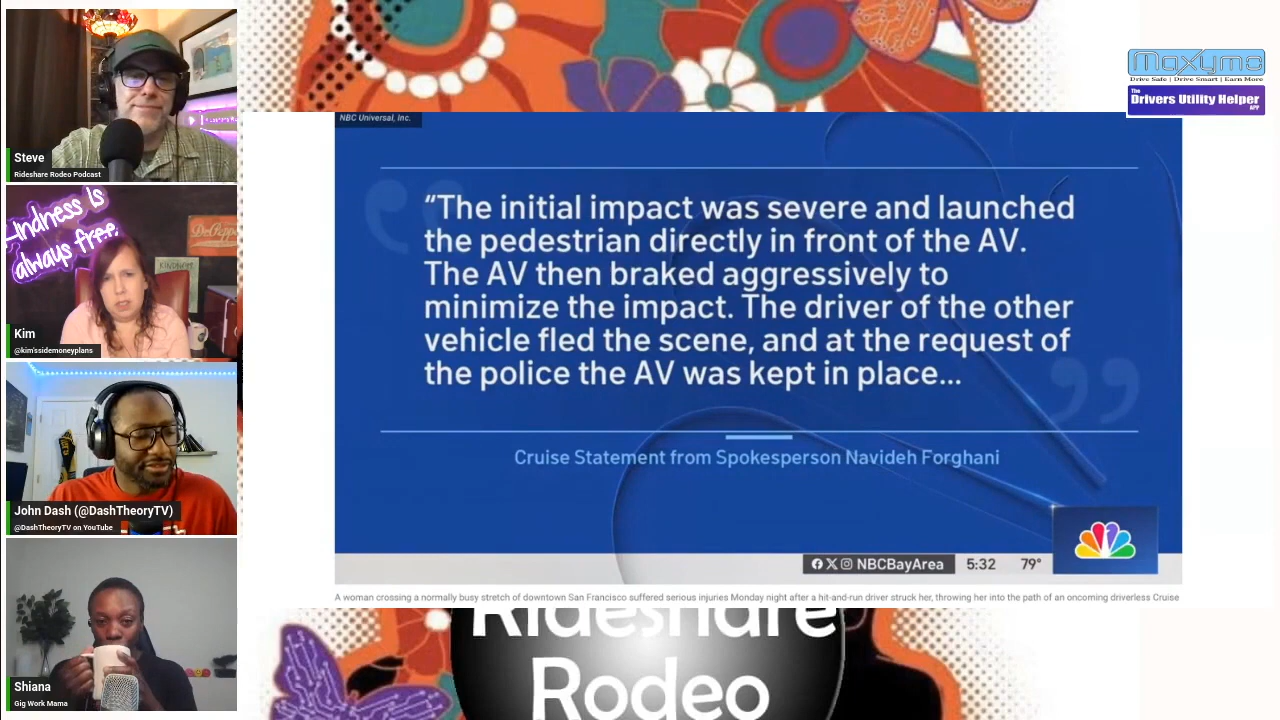 Steve
Rideshare Rodeo Podcast
Kindness is
always free
Dr Pepper
KINDNESS
Kim
@kim'ssidemoneyplans
John Dash (@DashTheoryTV)
@DashTheoryTV on YouTube
Shiana
Gig Work Mama
NBC Universal, Inc.
“The initial impact was severe and launched
the pedestrian directly in front of the AV.
The AV then braked aggressively to
minimize the impact. The driver of the other
vehicle fled the scene, and at the request of
the police the AV was kept in place...
Cruise Statement from Spokesperson Navideh Forghani
NBCBayArea 5:32 79°
A woman crossing a normally busy stretch of downtown San Francisco suffered serious injuries Monday night after a hit-and-run driver struck her, throwing her into the path of an oncoming driverless Cruise
Rideshare
Rodeo
Maxymo
Drive Safe | Drive Smart | Earn More
The
Drivers Utility Helper
APP